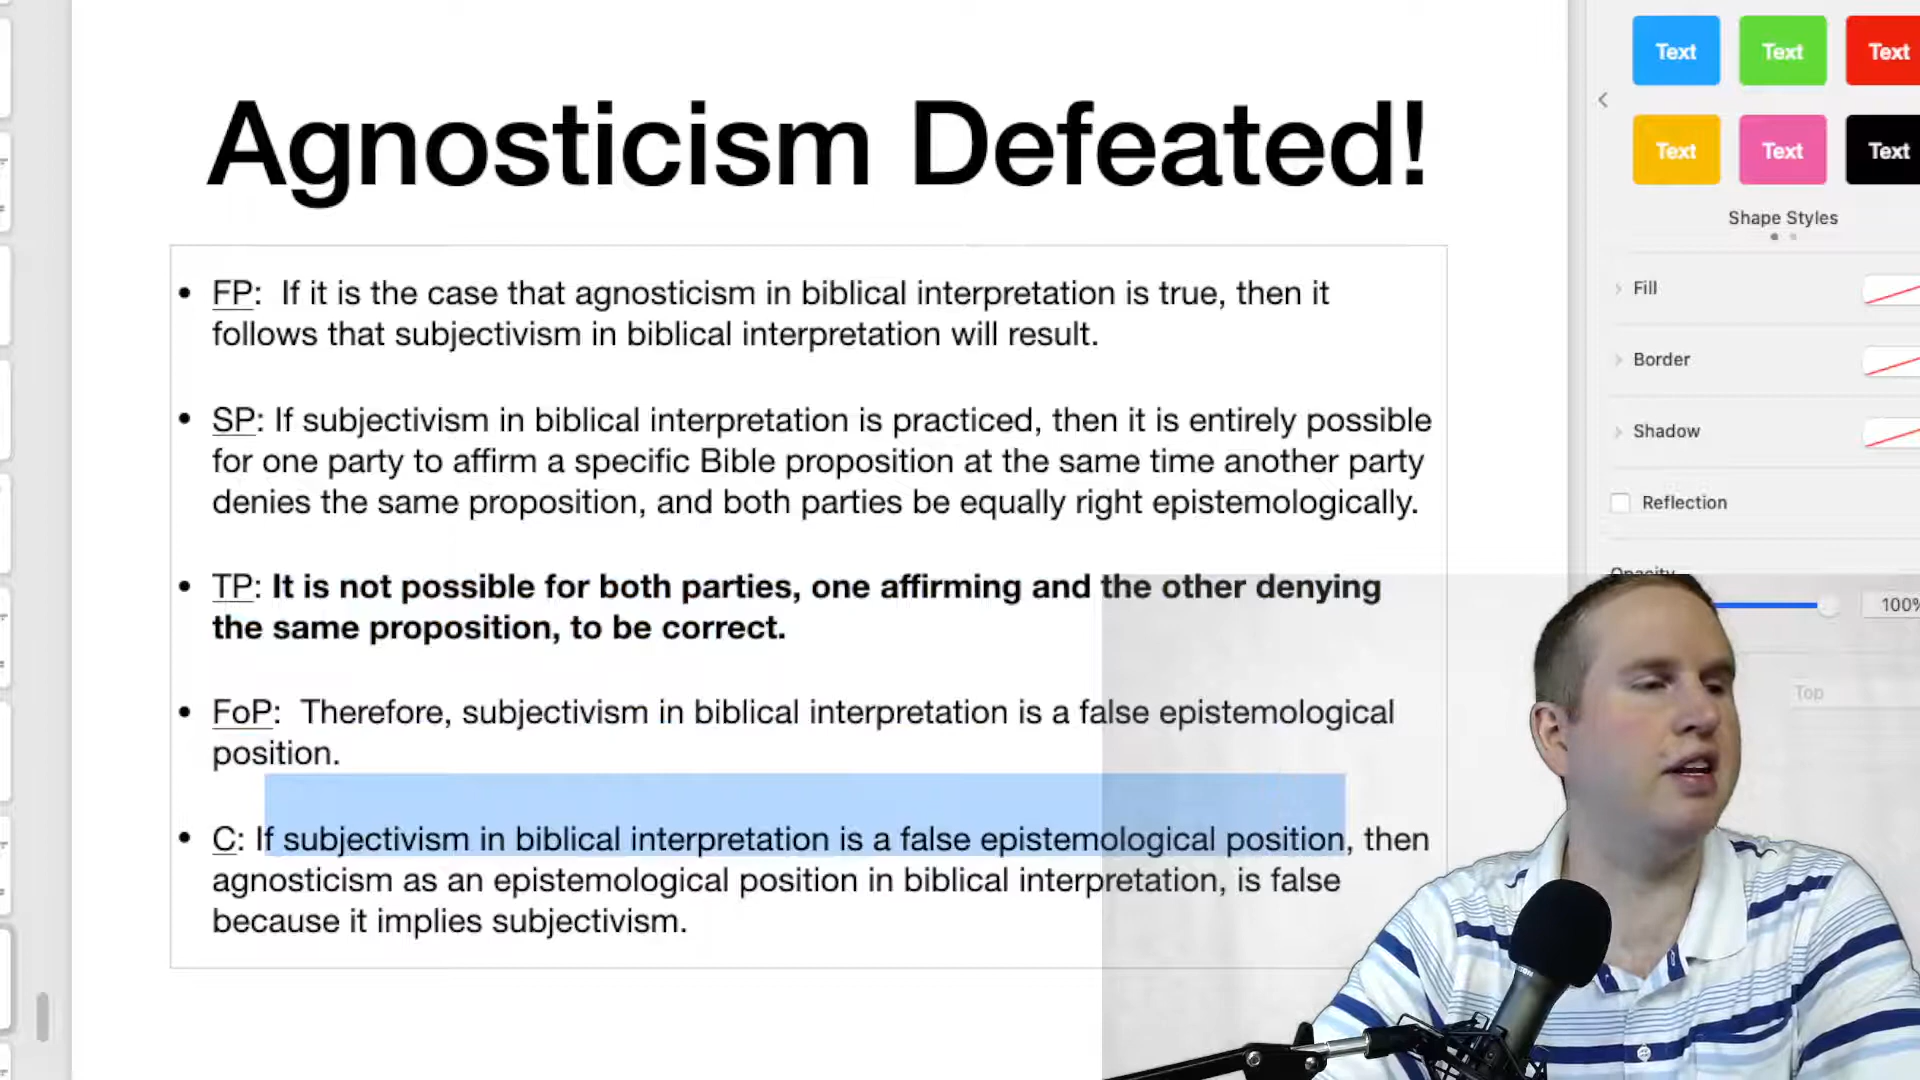 Agnosticism Defeated!
• FP:  If it is the case that agnosticism in biblical interpretation is true, then it
follows that subjectivism in biblical interpretation will result.
• SP: If subjectivism in biblical interpretation is practiced, then it is entirely possible
for one party to affirm a specific Bible proposition at the same time another party
denies the same proposition, and both parties be equally right epistemologically.
• TP: It is not possible for both parties, one affirming and the other denying
the same proposition, to be correct.
• FoP:  Therefore, subjectivism in biblical interpretation is a false epistemological
position.
• C: If subjectivism in biblical interpretation is a false epistemological position, then
agnosticism as an epistemological position in biblical interpretation, is false
because it implies subjectivism.
Text Text Text
Text Text Text
Shape Styles
Fill
Border
Shadow
Reflection
Opacity
100%
Top